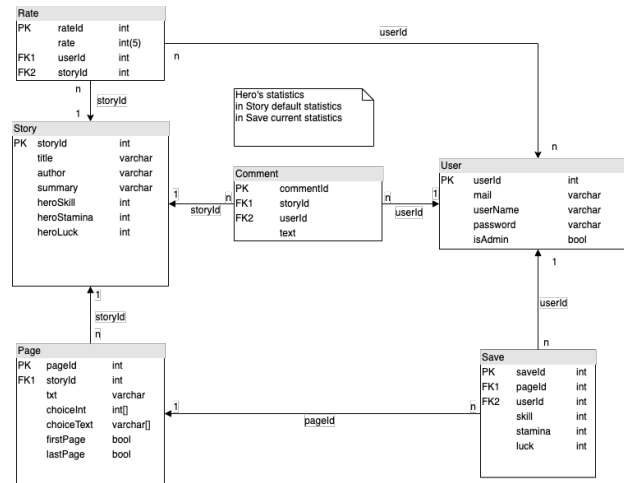 Rate
PK rateId int
rate int(5)
FK1 userId int
FK2 storyId int
userId
n
n
n
storyId
1
Hero's statistics
in Story default statistics
in Save current statistics
Story
PK storyId int
title varchar
author varchar
summary varchar
heroSkill int
heroStamina int
heroLuck int
Comment
PK commentId
FK1 storyId
FK2 userId
text
1
n
storyId
n
1
userId
User
PK userId int
mail varchar
userName varchar
password varchar
isAdmin bool
1
userId
n
1
storyId
n
Page
PK pageId int
FK1 storyId int
txt varchar
choiceInt int[]
choiceText varchar[]
firstPage bool
lastPage bool
1
n
pageId
Save
PK saveId int
FK1 pageId int
FK2 userId int
skill int
stamina int
luck int